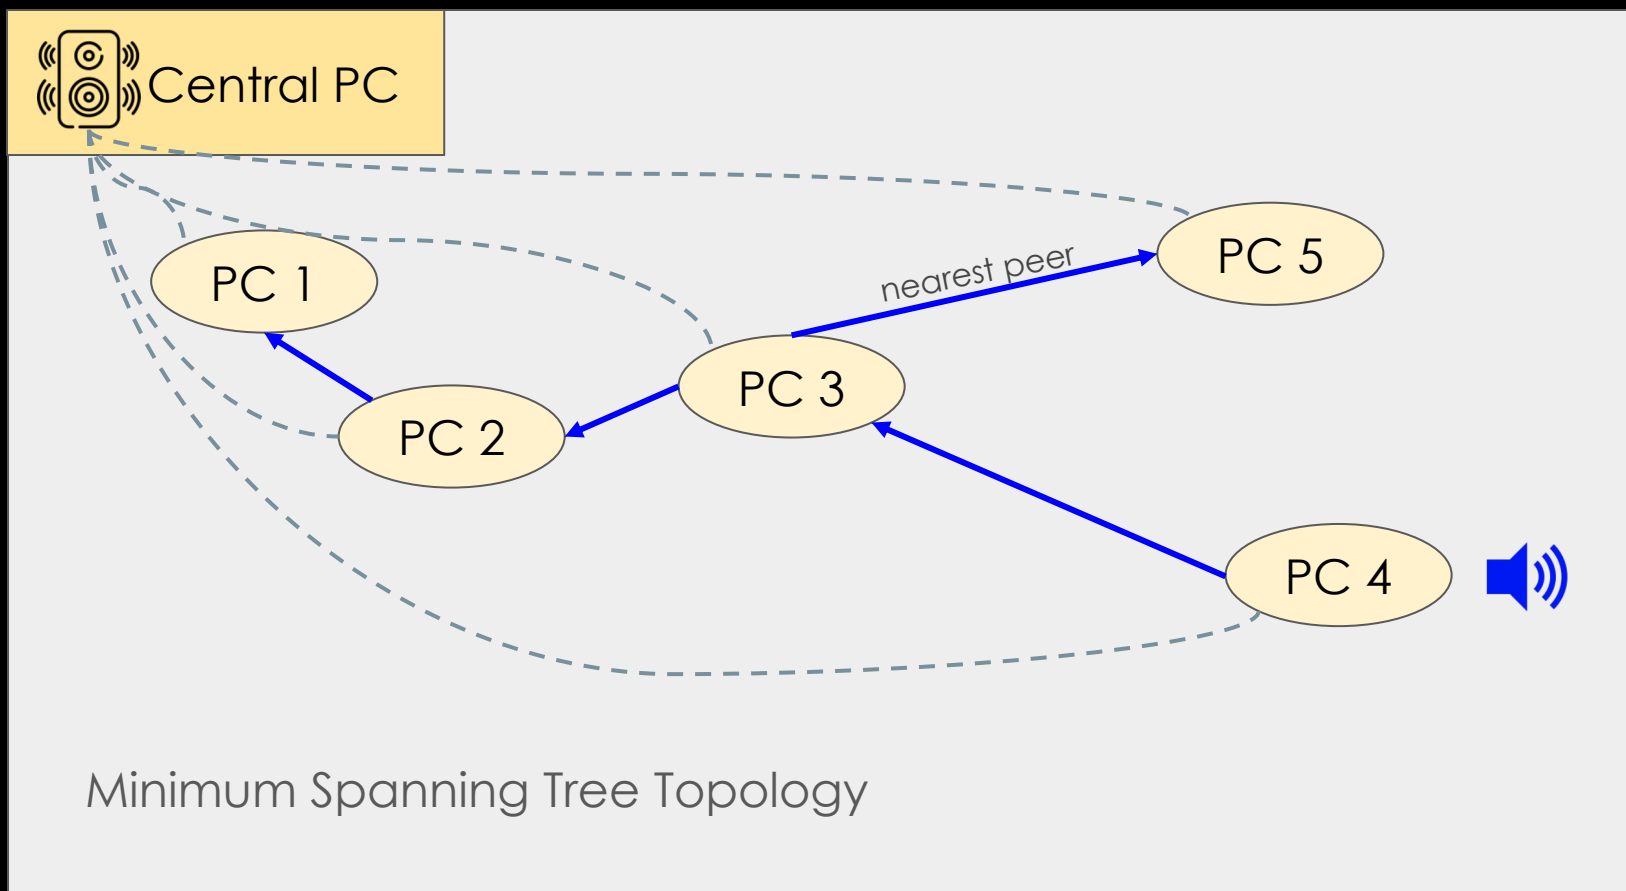 Central PC
PC 1
nearest peer
PC 5
PC 3
PC 2
PC 4
Minimum Spanning Tree Topology